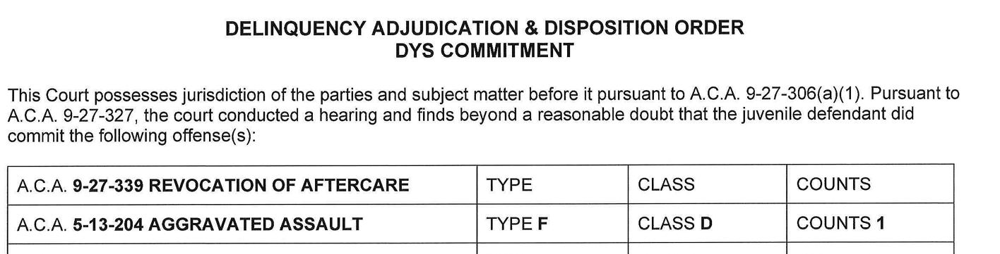 DELINQUENCY ADJUDICATION & DISPOSITION ORDER
DYS COMMITMENT
This Court possesses jurisdiction of the parties and subject matter before it pursuant to A.C.A. 9-27-306(a)(1). Pursuant to
A.C.A. 9-27-327, the court conducted a hearing and finds beyond a reasonable doubt that the juvenile defendant did
commit the following offense(s):
A.C.A. 9-27-339 REVOCATION OF AFTERCARE TYPE CLASS COUNTS
A.C.A. 5-13-204 AGGRAVATED ASSAULT TYPE F CLASS D COUNTS 1